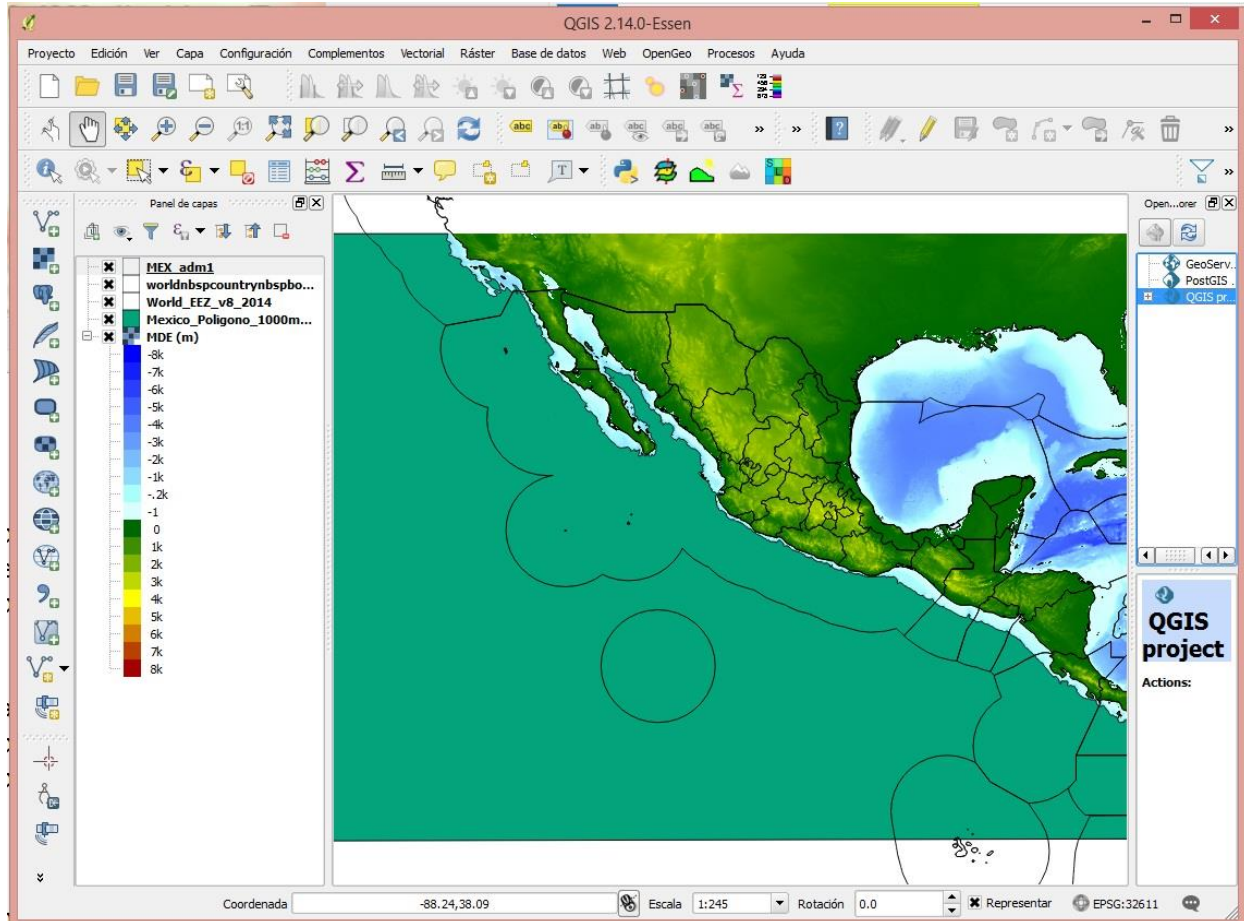 QGIS 2.14.0-Essen
Proyecto Edición Ver Capa Configuración Complementos Vectorial Ráster Base de datos Web OpenGeo Procesos Ayuda
Panel de capas
MEX_adm1
worldnbspcountrynbspbo...
World_EEZ_v8_2014
Mexico_Poligono_1000m...
MDE (m)
-8k
-7k
-6k
-5k
-4k
-3k
-2k
-1k
-.2k
-1
0
1k
2k
3k
4k
5k
6k
7k
8k
Open...orer
GeoServ...
PostGIS ...
QGIS pr...
QGIS
project
Actions:
Coordenada -88.24,38.09 Escala 1:245 Rotación 0.0 Representar EPSG:32611